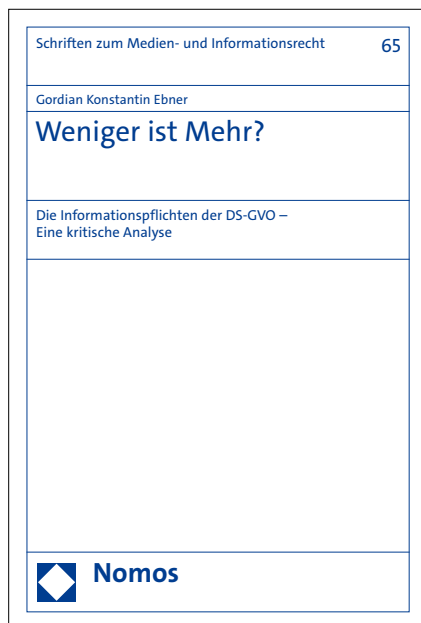 Schriften zum Medien- und Informationsrecht 65
Gordian Konstantin Ebner
Weniger ist Mehr?
Die Informationspflichten der DS-GVO –
Eine kritische Analyse
Nomos